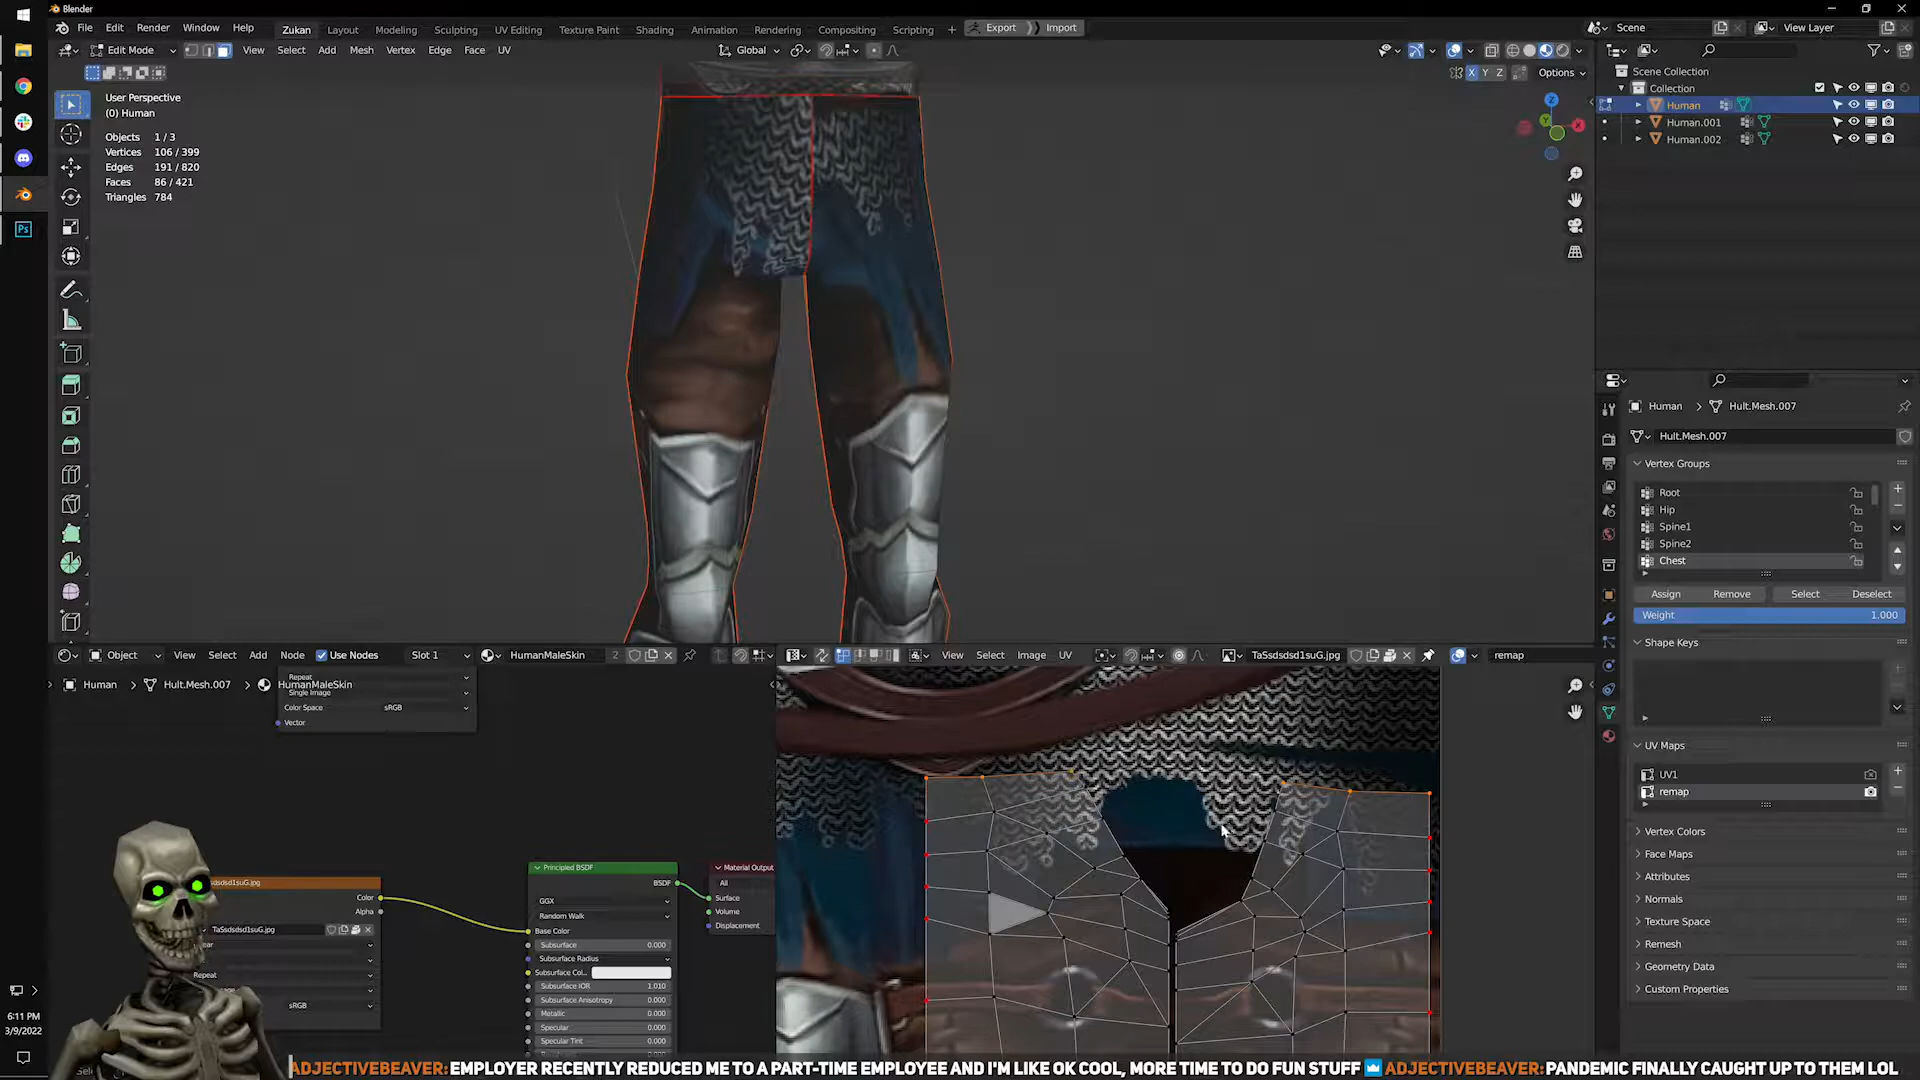 Blender
File Edit Render Window Help
Zukan Layout Modeling Sculpting UV Editing Texture Paint Shading Animation Rendering Compositing Scripting + Export Import
Scene
View Layer
Edit Mode View Select Add Mesh Vertex Edge Face UV
Global
X Y Z Options
User Perspective
(0) Human
Objects 1 / 3
Vertices 106 / 399
Edges 191 / 820
Faces 86 / 421
Triangles 784
Scene Collection
Collection
Human
Human.001
Human.002
Human > Hult.Mesh.007
Hult.Mesh.007
Vertex Groups
Root
Hip
Spine1
Spine2
Chest
Assign Remove Select Deselect
Weight 1.000
Shape Keys
UV Maps
UV1
remap
Vertex Colors
Face Maps
Attributes
Normals
Texture Space
Remesh
Geometry Data
Custom Properties
Object View Select Add Node Use Nodes Slot 1 HumanMaleSkin 2
Human > Hult.Mesh.007 > HumanMaleSkin
Repeat
Single Image
Color Space sRGB
Vector
View Select Image UV TaSsdsdsd1suG.jpg remap
sdsdsd1suG.jpg
Color
Alpha
TaSsdsdsd1suG.jpg
Repeat
sRGB
Principled BSDF
BSDF
GGX
Random Walk
Base Color
Subsurface 0.000
Subsurface Radius
Subsurface Col..
Subsurface IOR 1.010
Subsurface Anisotropy 0.000
Metallic 0.000
Specular 0.000
Specular Tint 0.000
Material Output
All
Surface
Volume
Displacement
Ps
6:11 PM
3/9/2022
ADJECTIVEBEAVER: EMPLOYER RECENTLY REDUCED ME TO A PART-TIME EMPLOYEE AND I'M LIKE OK COOL, MORE TIME TO DO FUN STUFF ADJECTIVEBEAVER: PANDEMIC FINALLY CAUGHT UP TO THEM LOL